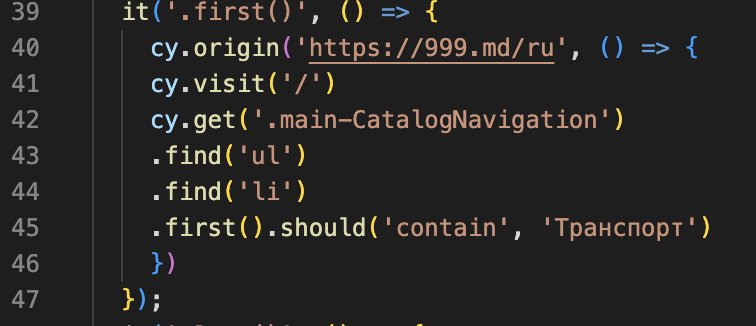 39 it('.first()', () => {
40 cy.origin('https://999.md/ru', () => {
41 cy.visit('/')
42 cy.get('.main-CatalogNavigation')
43 .find('ul')
44 .find('li')
45 .first().should('contain', 'Транспорт')
46 })
47 });